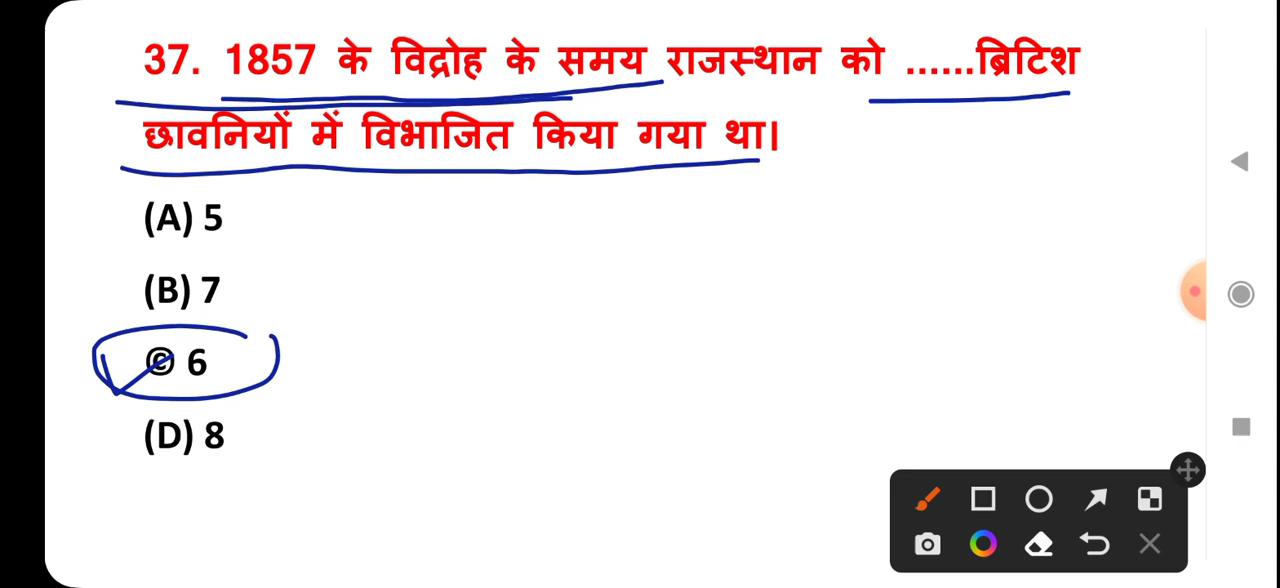 37. 1857 के विद्रोह के समय राजस्थान को ......ब्रिटिश
छावनियों में विभाजित किया गया था।
(A) 5
(B) 7
© 6
(D) 8